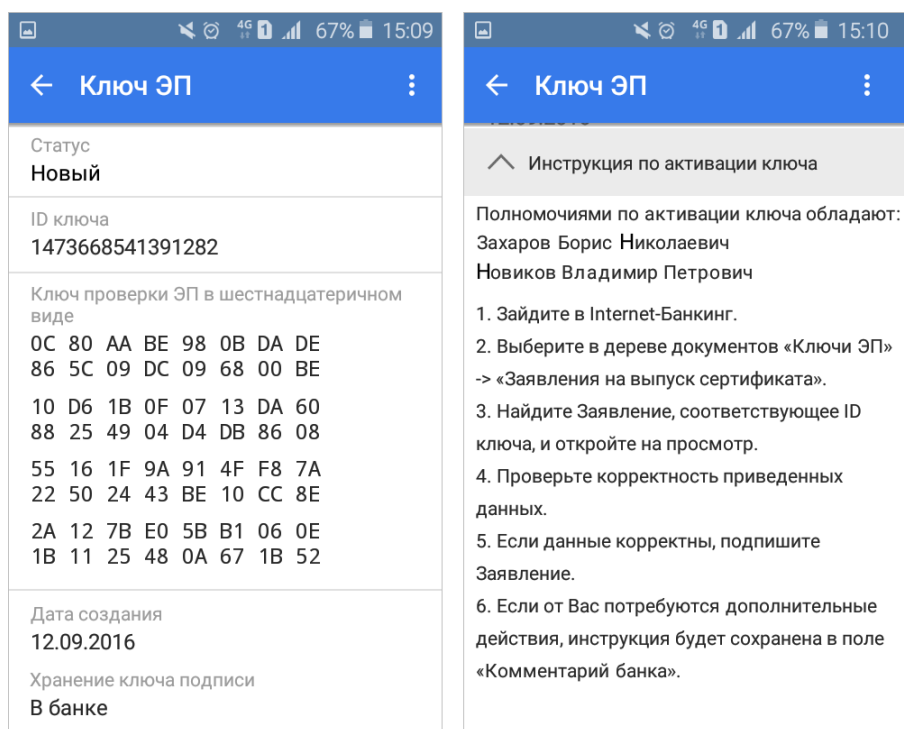 4G 1 67% 15:09
Ключ ЭП
Статус
Новый
ID ключа
1473668541391282
Ключ проверки ЭП в шестнадцатеричном
виде
0C 80 AA BE 98 0B DA DE
86 5C 09 DC 09 68 00 BE
10 D6 1B 0F 07 13 DA 60
88 25 49 04 D4 DB 86 08
55 16 1F 9A 91 4F F8 7A
22 50 24 43 BE 10 CC 8E
2A 12 7B E0 5B B1 06 0E
1B 11 25 48 0A 67 1B 52
Дата создания
12.09.2016
Хранение ключа подписи
В банке
4G 1 67% 15:10
Ключ ЭП
12.09.2016
Инструкция по активации ключа
Полномочиями по активации ключа обладают:
Захаров Борис Николаевич
Новиков Владимир Петрович
1. Зайдите в Internet-Банкинг.
2. Выберите в дереве документов «Ключи ЭП»
-> «Заявления на выпуск сертификата».
3. Найдите Заявление, соответствующее ID
ключа, и откройте на просмотр.
4. Проверьте корректность приведенных
данных.
5. Если данные корректны, подпишите
Заявление.
6. Если от Вас потребуются дополнительные
действия, инструкция будет сохранена в поле
«Комментарий банка».